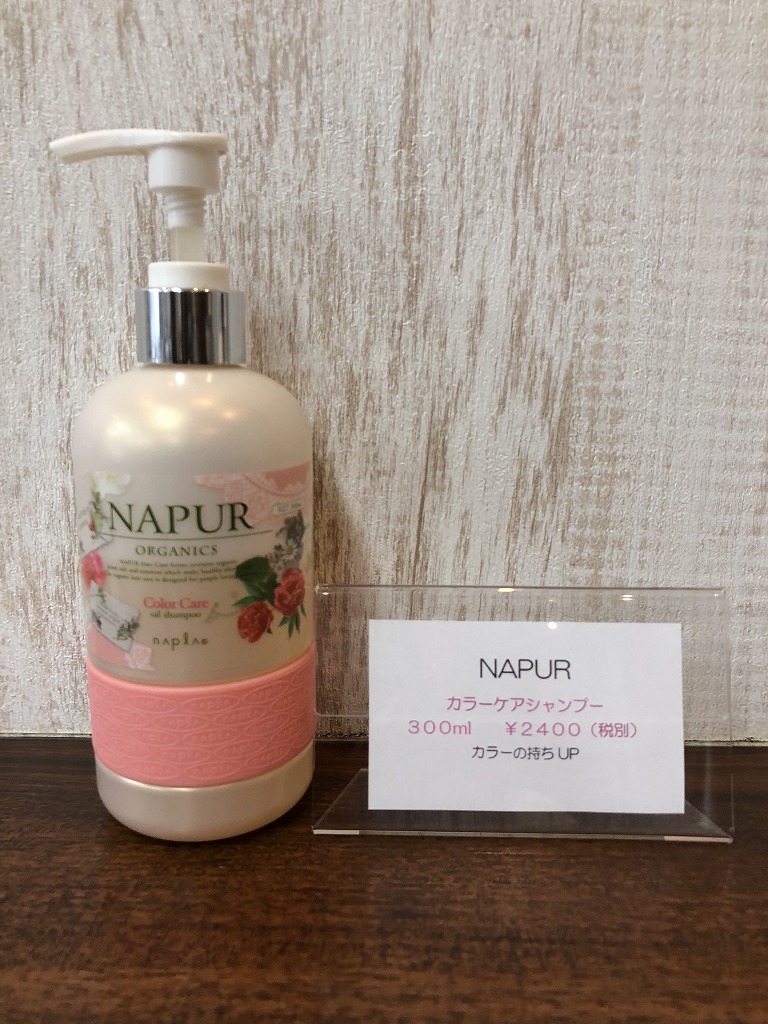 NAPUR
ORGANICS
Color Care
oil shampoo
napla
NAPUR
カラーケアシャンプー
300ml ￥2400（税別）
カラーの持ちUP